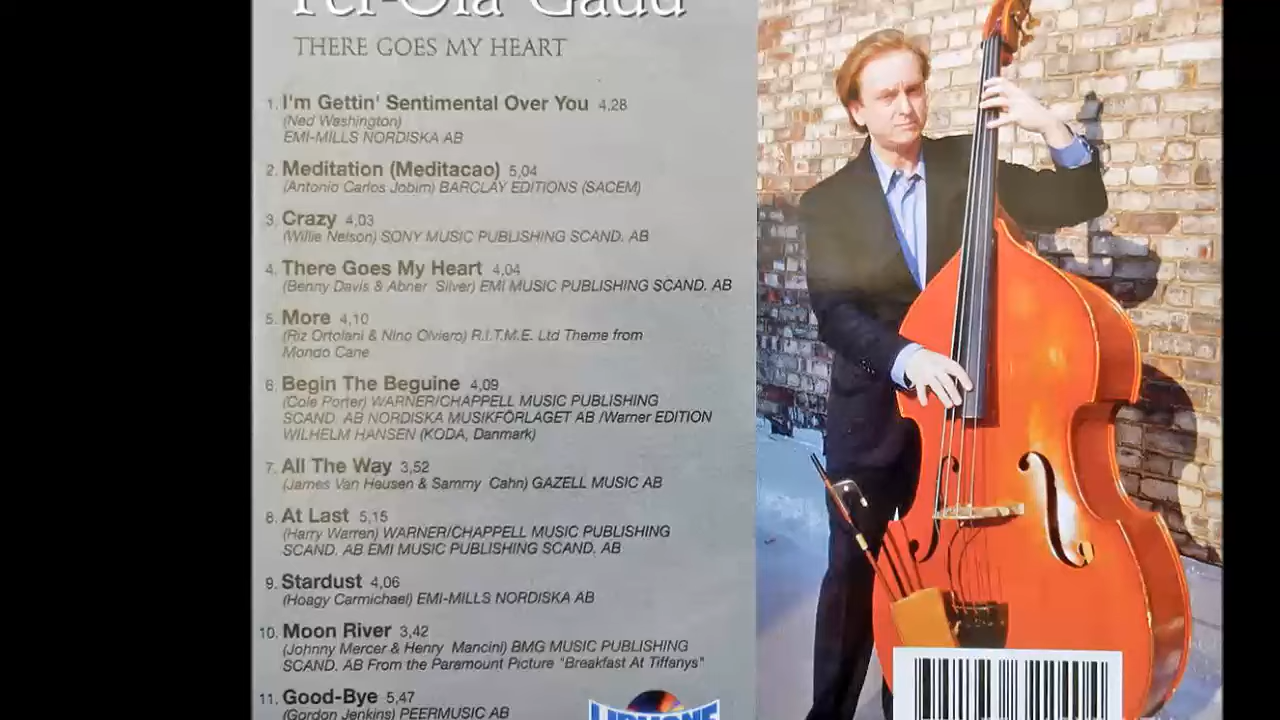 Per-Ola Gadd
THERE GOES MY HEART
1. I'm Gettin' Sentimental Over You 4,28
(Ned Washington)
EMI-MILLS NORDISKA AB
2. Meditation (Meditacao) 5,04
(Antonio Carlos Jobim) BARCLAY EDITIONS (SACEM)
3. Crazy 4,03
(Willie Nelson) SONY MUSIC PUBLISHING SCAND. AB
4. There Goes My Heart 4,04
(Benny Davis & Abner Silver) EMI MUSIC PUBLISHING SCAND. AB
5. More 4,10
(Riz Ortolani & Nino Olviero) R.I.T.M.E. Ltd Theme from
Mondo Cane
6. Begin The Beguine 4,09
(Cole Porter) WARNER/CHAPPELL MUSIC PUBLISHING
SCAND. AB NORDISKA MUSIKFÖRLAGET AB /Warner EDITION
WILHELM HANSEN (KODA, Danmark)
7. All The Way 3,52
(James Van Heusen & Sammy Cahn) GAZELL MUSIC AB
8. At Last 5,15
(Harry Warren) WARNER/CHAPPELL MUSIC PUBLISHING
SCAND. AB EMI MUSIC PUBLISHING SCAND. AB
9. Stardust 4,06
(Hoagy Carmichael) EMI-MILLS NORDISKA AB
10. Moon River 3,42
(Johnny Mercer & Henry Mancini) BMG MUSIC PUBLISHING
SCAND. AB From the Paramount Picture "Breakfast At Tiffanys"
11. Good-Bye 5,47
(Gordon Jenkins) PEERMUSIC AB